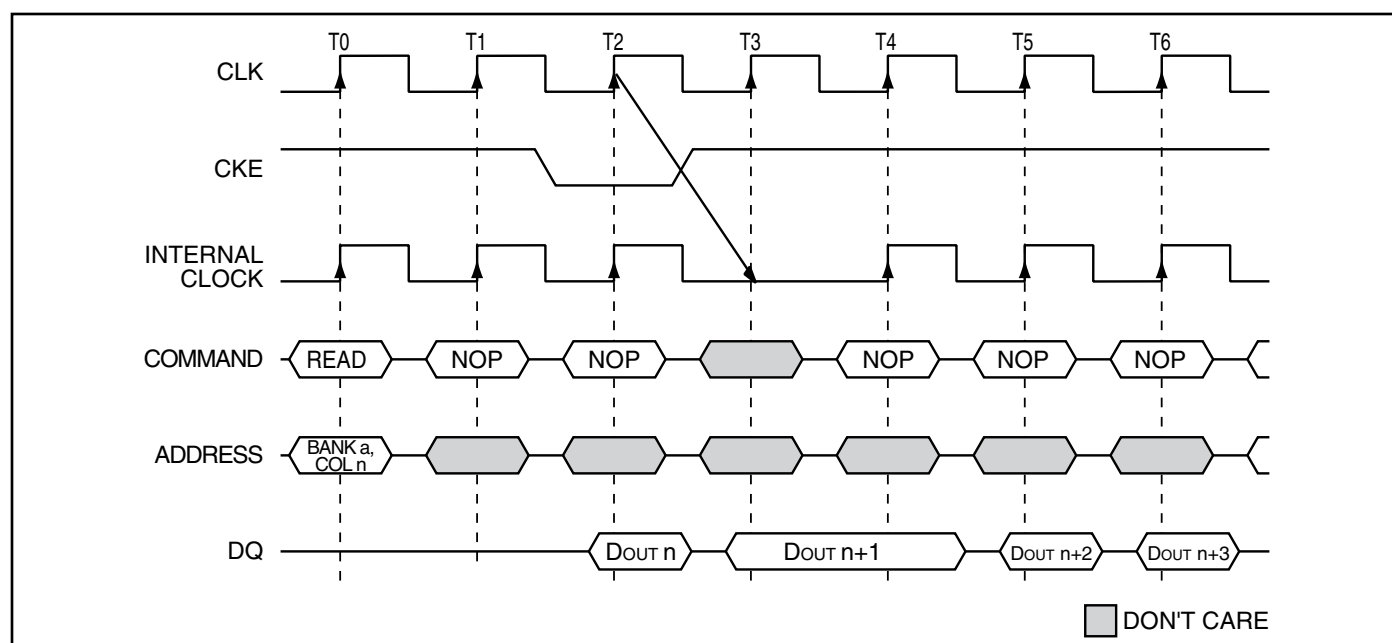 T0 T1 T2 T3 T4 T5 T6
CLK
CKE
INTERNAL
CLOCK
COMMAND READ NOP NOP NOP NOP NOP
ADDRESS BANK a,
COL n
DQ DOUT n DOUT n+1 DOUT n+2 DOUT n+3
DON'T CARE